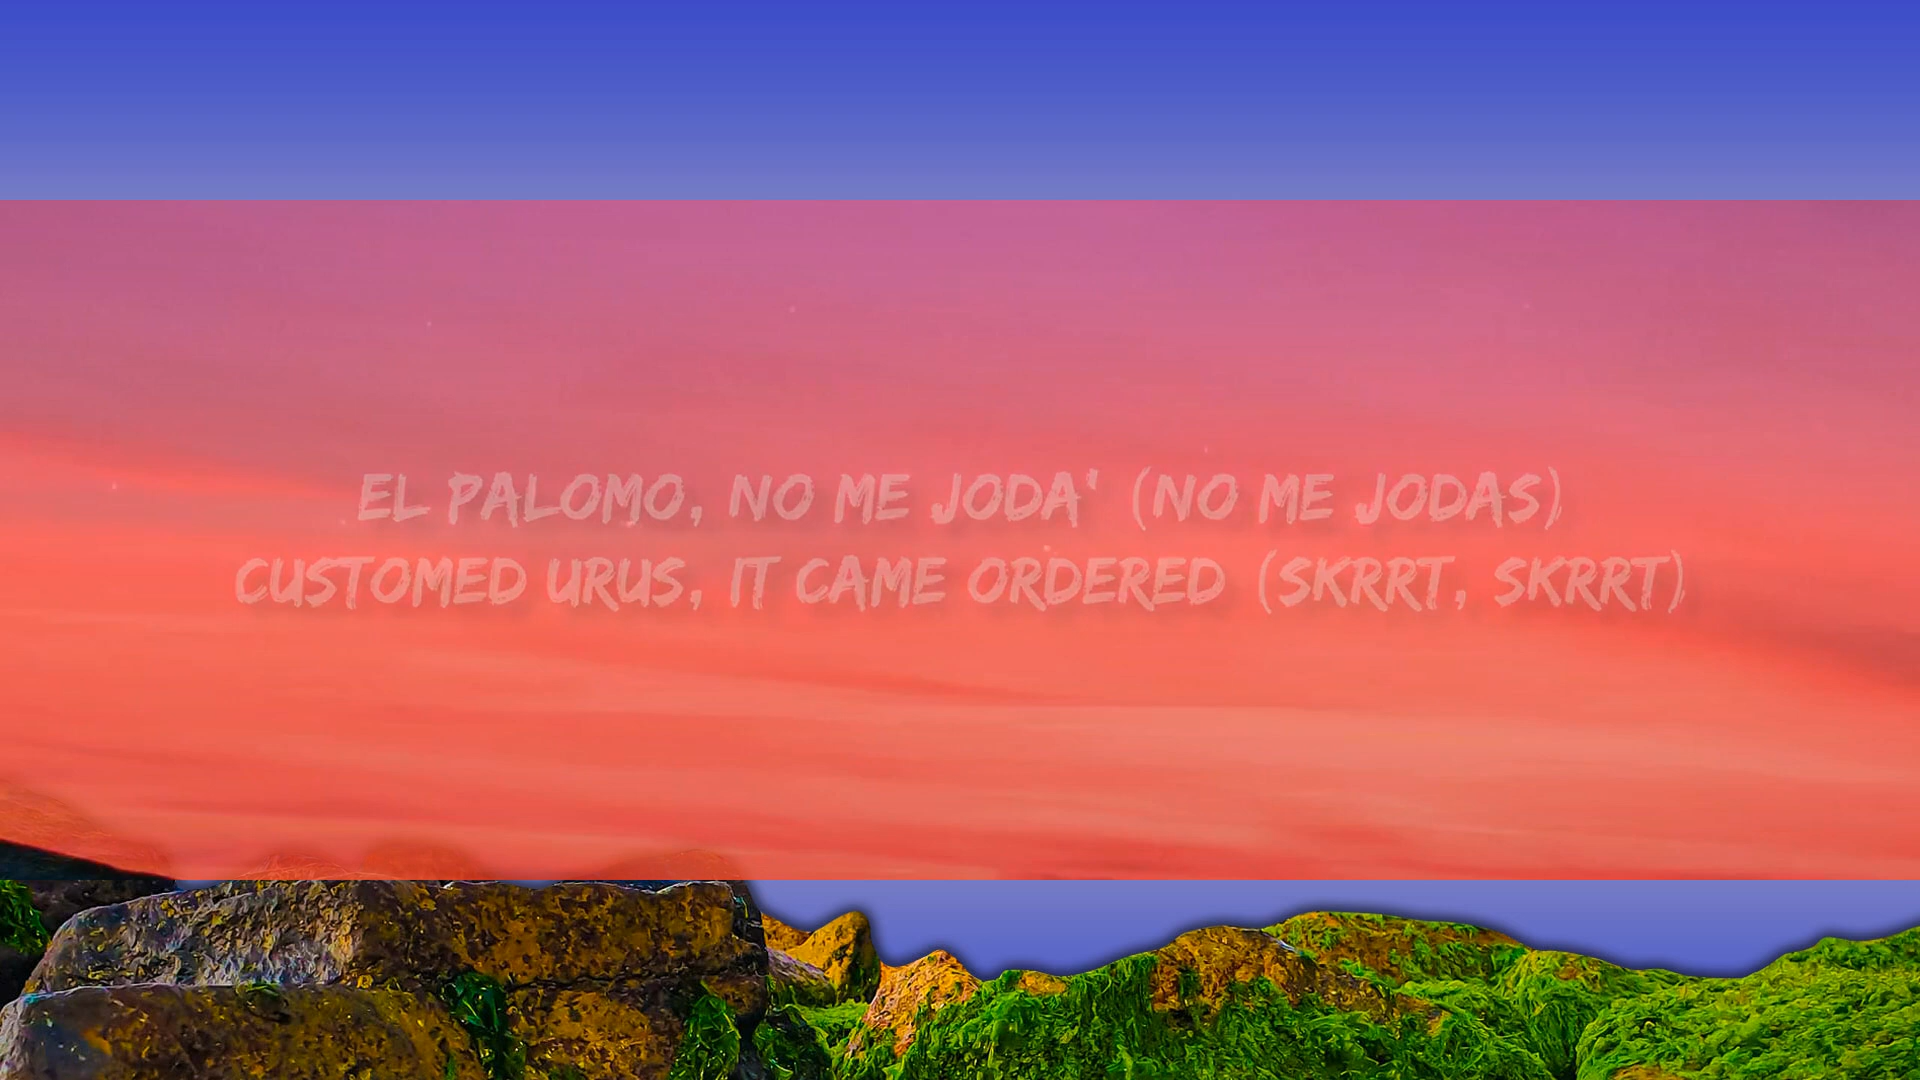 EL PALOMO, NO ME JODA' (NO ME JODAS)
CUSTOMED URUS, IT CAME ORDERED (SKRRT, SKRRT)